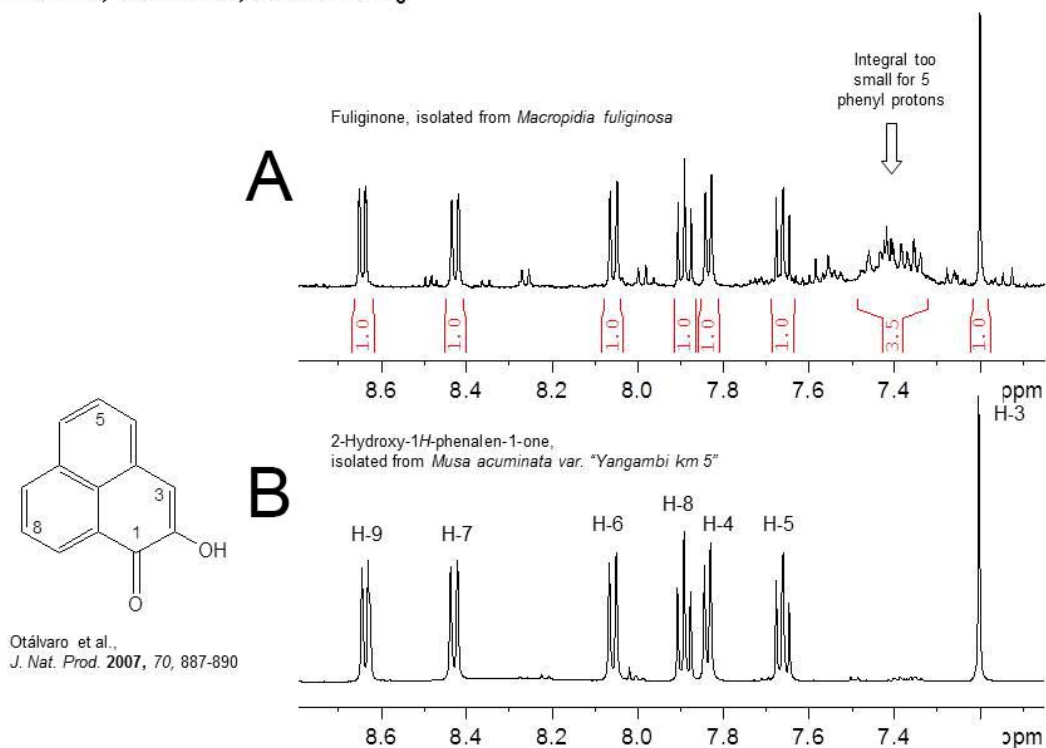 Integral too
small for 5
phenyl protons
Fuliginone, isolated from Macropidia fuliginosa
A
1.0
1.0
1.0
1.0
1.0
1.0
3.5
1.0
8.6 8.4 8.2 8.0 7.8 7.6 7.4 ppm
H-3
2-Hydroxy-1H-phenalen-1-one,
isolated from Musa acuminata var. "Yangambi km 5"
B
H-9 H-7 H-6 H-8 H-4 H-5
5
3
8
1
OH
O
Otálvaro et al.,
J. Nat. Prod. 2007, 70, 887-890
8.6 8.4 8.2 8.0 7.8 7.6 7.4 ppm